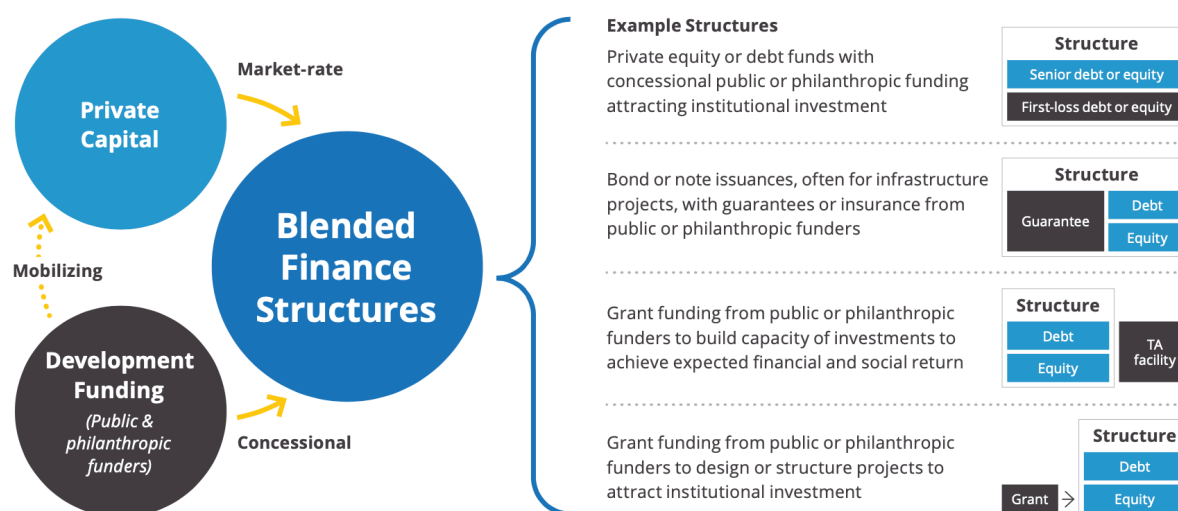 Private
Capital
Market-rate
Mobilizing
Blended
Finance
Structures
Development
Funding
(Public &
philanthropic
funders)
Concessional
Example Structures
Private equity or debt funds with
concessional public or philanthropic funding
attracting institutional investment
Structure
Senior debt or equity
First-loss debt or equity
Bond or note issuances, often for infrastructure
projects, with guarantees or insurance from
public or philanthropic funders
Structure
Guarantee
Debt
Equity
Grant funding from public or philanthropic
funders to build capacity of investments to
achieve expected financial and social return
Structure
Debt
Equity
TA
facility
Grant funding from public or philanthropic
funders to design or structure projects to
attract institutional investment
Grant
Structure
Debt
Equity